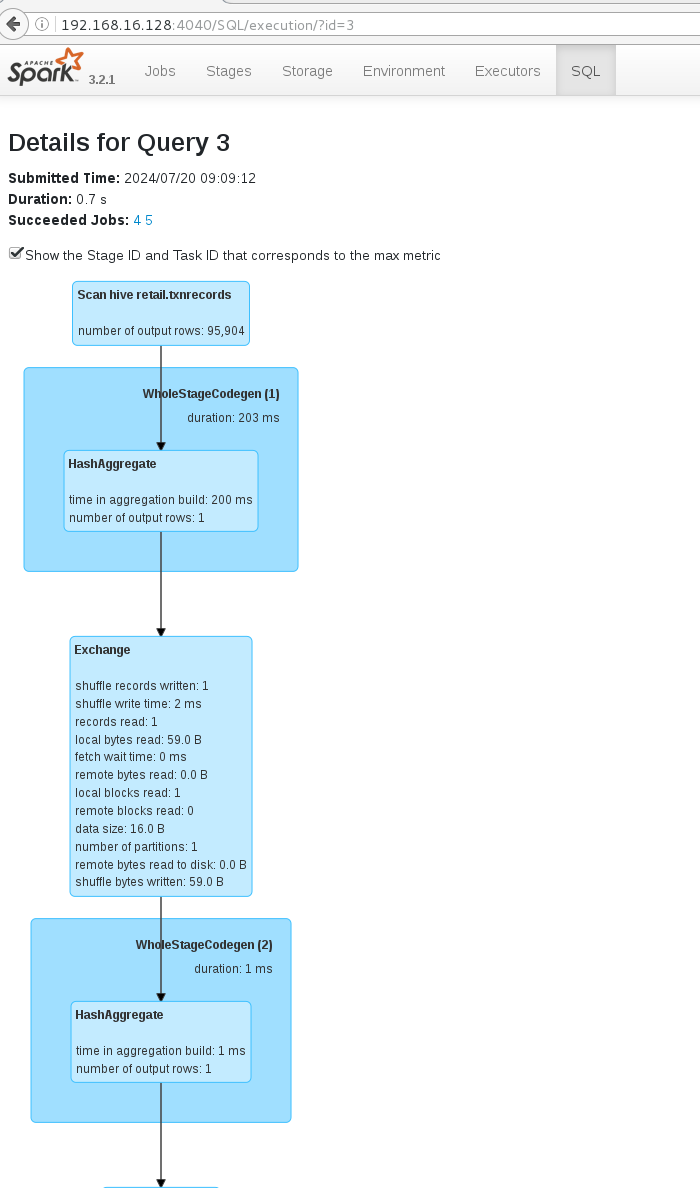 192.168.16.128:4040/SQL/execution/?id=3
APACHE
Spark 3.2.1 Jobs Stages Storage Environment Executors SQL
Details for Query 3
Submitted Time: 2024/07/20 09:09:12
Duration: 0.7 s
Succeeded Jobs: 4 5
Show the Stage ID and Task ID that corresponds to the max metric
Scan hive retail.txnrecords
number of output rows: 95,904
WholeStageCodegen (1)
duration: 203 ms
HashAggregate
time in aggregation build: 200 ms
number of output rows: 1
Exchange
shuffle records written: 1
shuffle write time: 2 ms
records read: 1
local bytes read: 59.0 B
fetch wait time: 0 ms
remote bytes read: 0.0 B
local blocks read: 1
remote blocks read: 0
data size: 16.0 B
number of partitions: 1
remote bytes read to disk: 0.0 B
shuffle bytes written: 59.0 B
WholeStageCodegen (2)
duration: 1 ms
HashAggregate
time in aggregation build: 1 ms
number of output rows: 1